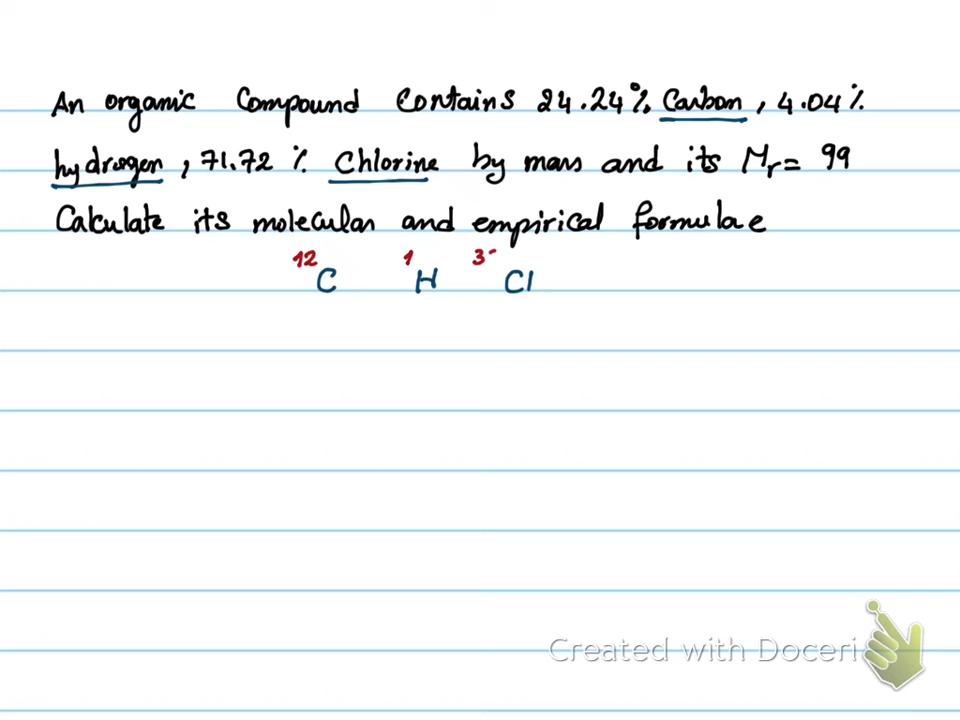 An organic Compound Contains 24.24% Carbon, 4.04%
hydrogen, 71.72 % Chlorine by mass and its Mr= 99
Calculate its molecular and empirical formulae
12 1 3
C H Cl
Created with Doceri